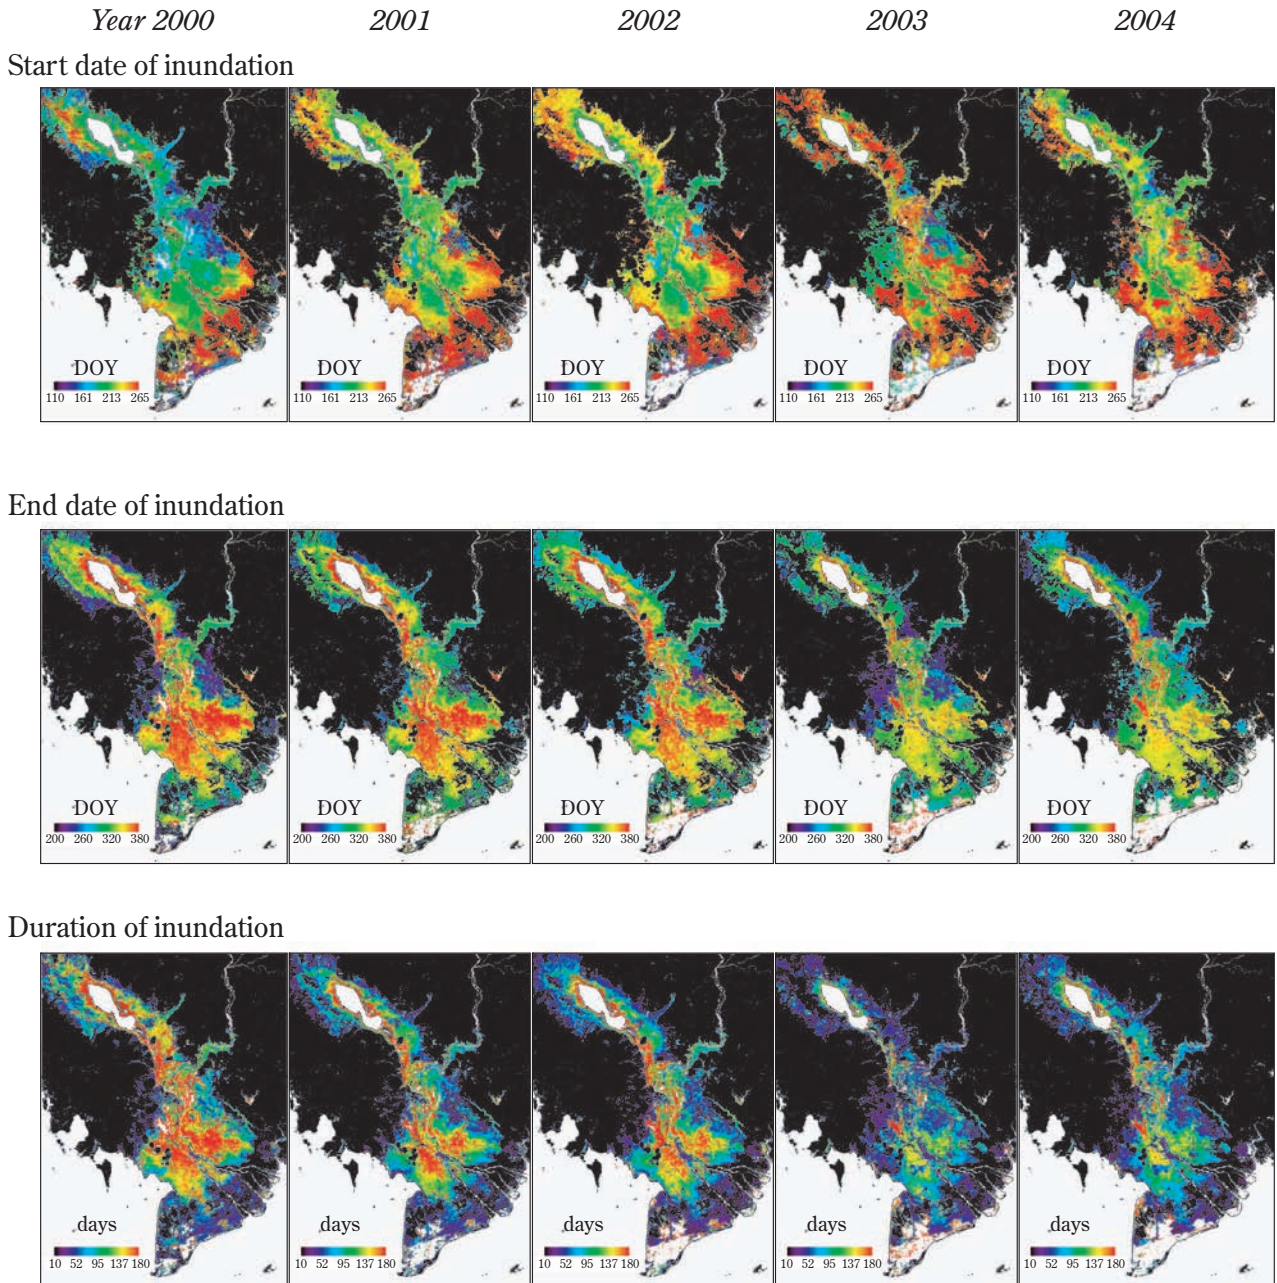 Year 2000 2001 2002 2003 2004
Start date of inundation
DOY DOY DOY DOY DOY
110 161 213 265 110 161 213 265 110 161 213 265 110 161 213 265 110 161 213 265
End date of inundation
DOY DOY DOY DOY DOY
200 260 320 380 200 260 320 380 200 260 320 380 200 260 320 380 200 260 320 380
Duration of inundation
days days days days days
10 52 95 137 180 10 52 95 137 180 10 52 95 137 180 10 52 95 137 180 10 52 95 137 180